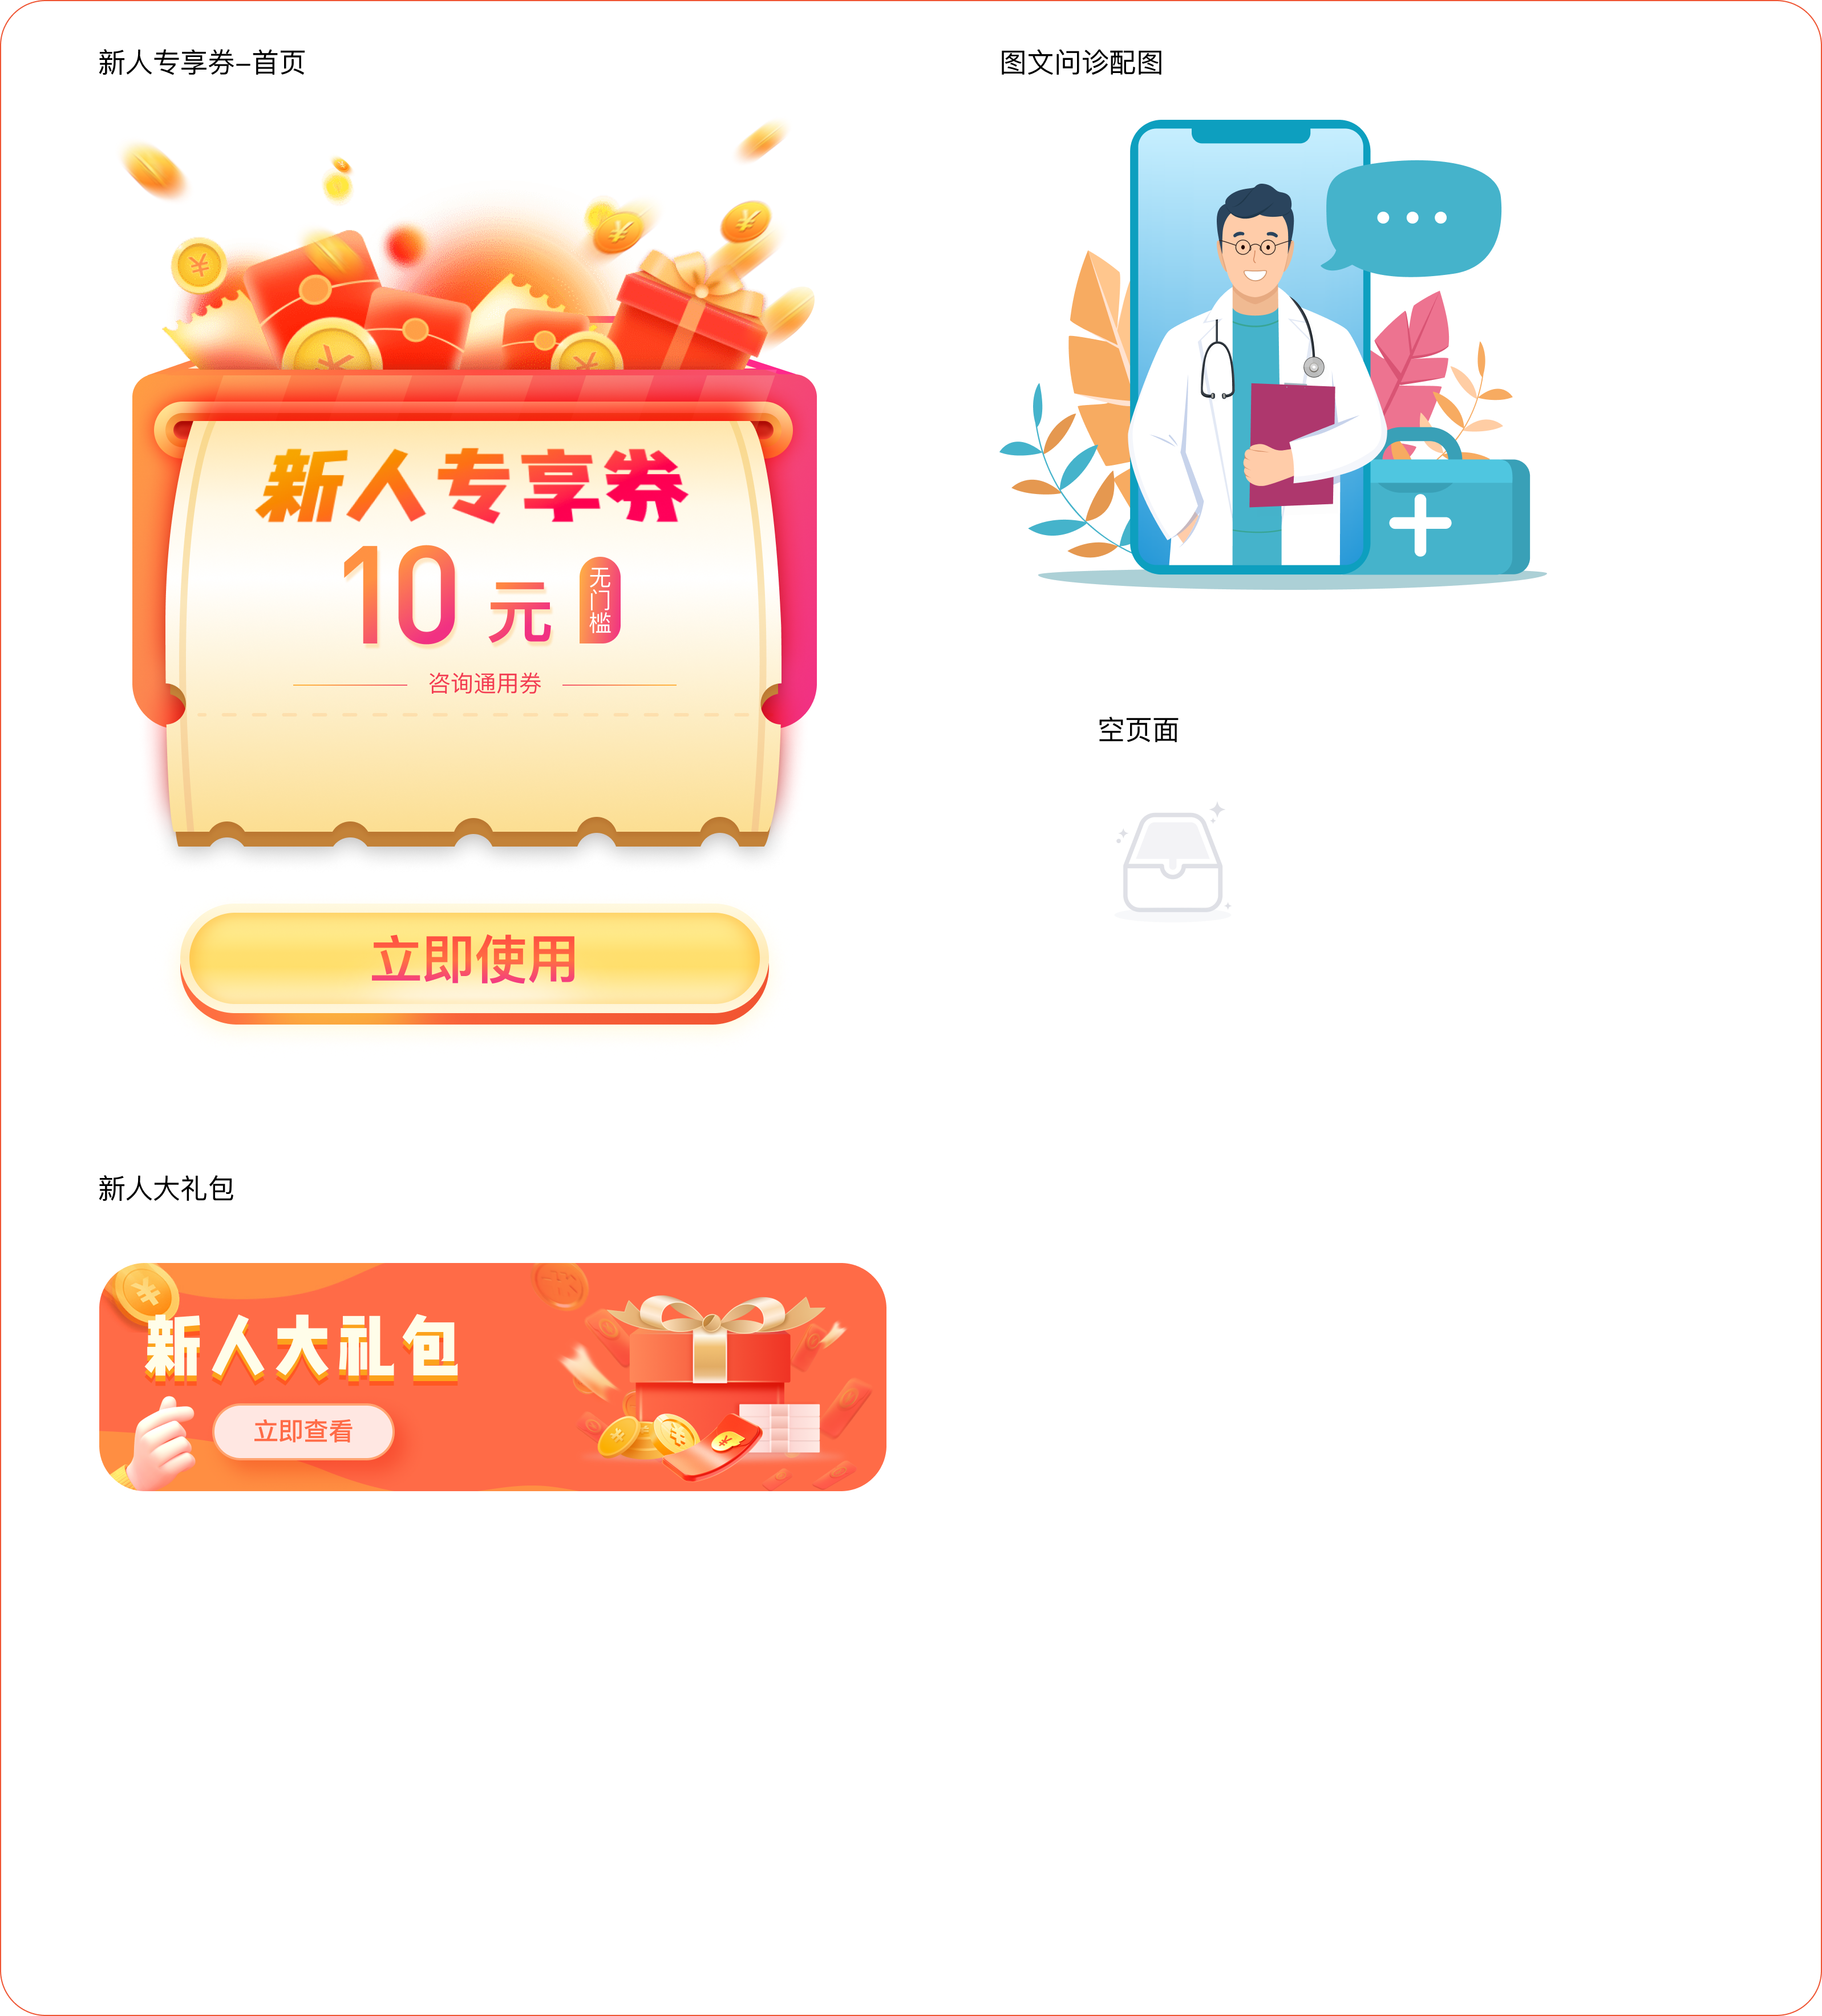 新人专享券–首页
新人专享券
10 元
无门槛
咨询通用券
立即使用
图文问诊配图
空页面
新人大礼包
新人大礼包
立即查看